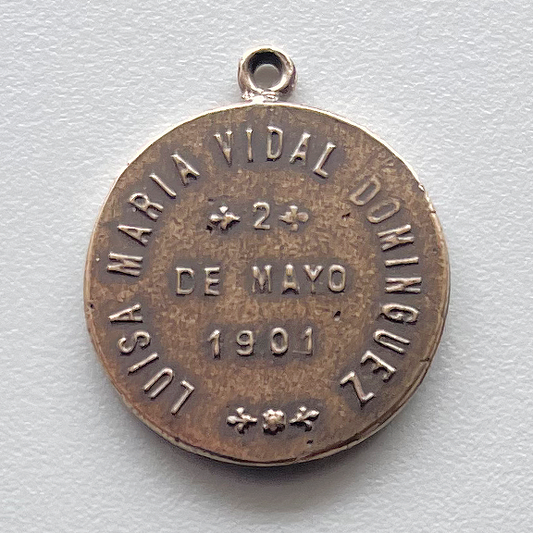 LUISA MARIA VIDAL DOMINGUEZ
2
DE MAYO
1901